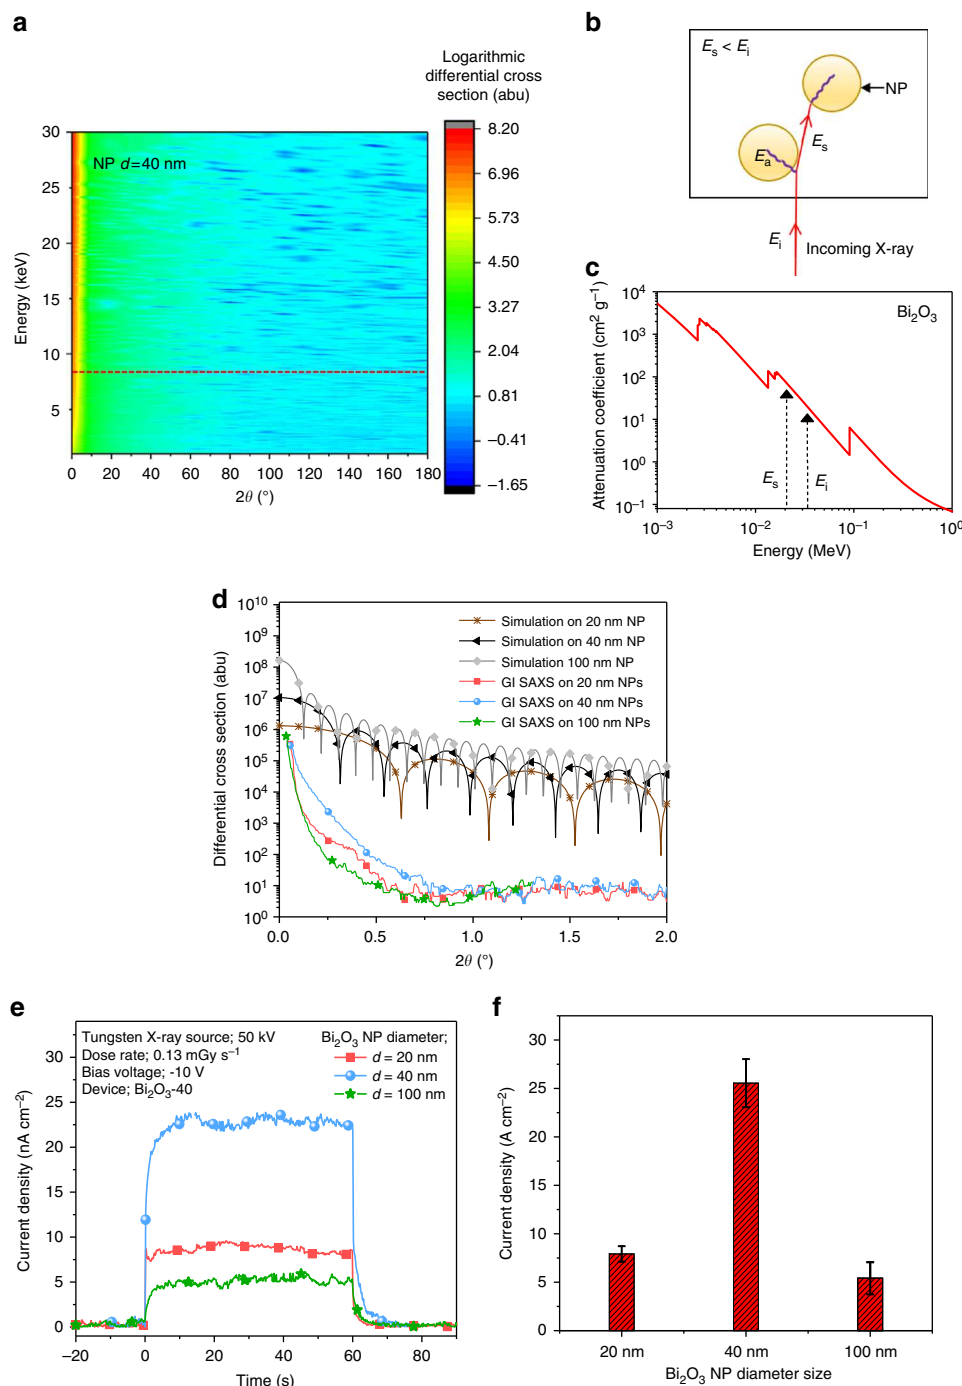 a
Logarithmic
differential cross
section (abu)
NP d=40 nm
30
25
20
15
10
5
Energy (keV)
0 20 40 60 80 100 120 140 160 180
2θ (°)
8.20
6.96
5.73
4.50
3.27
2.04
0.81
−0.41
−1.65
b
Es < Ei
NP
Es
Ea
Ei
Incoming X-ray
c
Bi2O3
Attenuation coefficient (cm2 g−1)
10^4
10^3
10^2
10^1
10^0
10^−1
Es
Ei
10^−3 10^−2 10^−1 10^0
Energy (MeV)
d
Differential cross section (abu)
10^10
10^9
10^8
10^7
10^6
10^5
10^4
10^3
10^2
10^1
10^0
Simulation on 20 nm NP
Simulation on 40 nm NP
Simulation 100 nm NP
GI SAXS on 20 nm NPs
GI SAXS on 40 nm NPs
GI SAXS on 100 nm NPs
0.0 0.5 1.0 1.5 2.0
2θ (°)
e
Tungsten X-ray source; 50 kV
Dose rate; 0.13 mGy s−1
Bias voltage; -10 V
Device; Bi2O3-40
Bi2O3 NP diameter;
d = 20 nm
d = 40 nm
d = 100 nm
Current density (nA cm−2)
30
25
20
15
10
5
0
−20 0 20 40 60 80
Time (s)
f
Current density (A cm−2)
30
25
20
15
10
5
0
20 nm 40 nm 100 nm
Bi2O3 NP diameter size